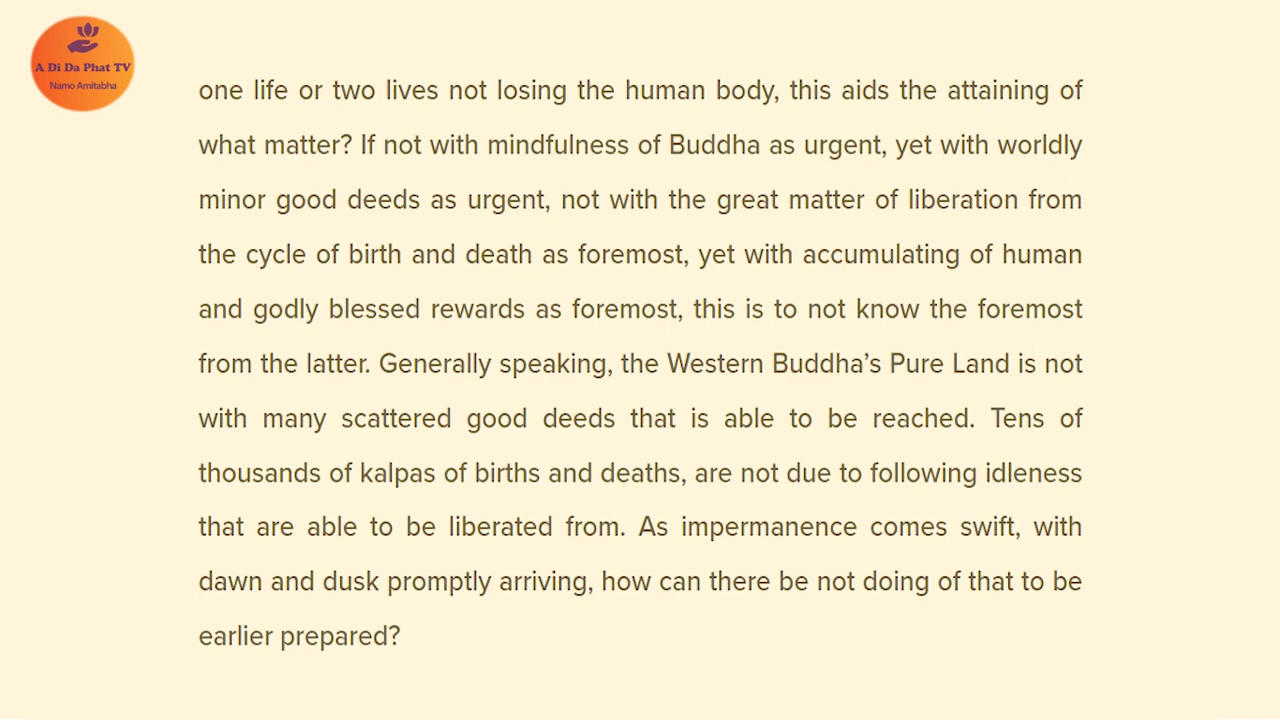 A Di Da Phat TV
Namo Amitabha
one life or two lives not losing the human body, this aids the attaining of
what matter? If not with mindfulness of Buddha as urgent, yet with worldly
minor good deeds as urgent, not with the great matter of liberation from
the cycle of birth and death as foremost, yet with accumulating of human
and godly blessed rewards as foremost, this is to not know the foremost
from the latter. Generally speaking, the Western Buddha’s Pure Land is not
with many scattered good deeds that is able to be reached. Tens of
thousands of kalpas of births and deaths, are not due to following idleness
that are able to be liberated from. As impermanence comes swift, with
dawn and dusk promptly arriving, how can there be not doing of that to be
earlier prepared?